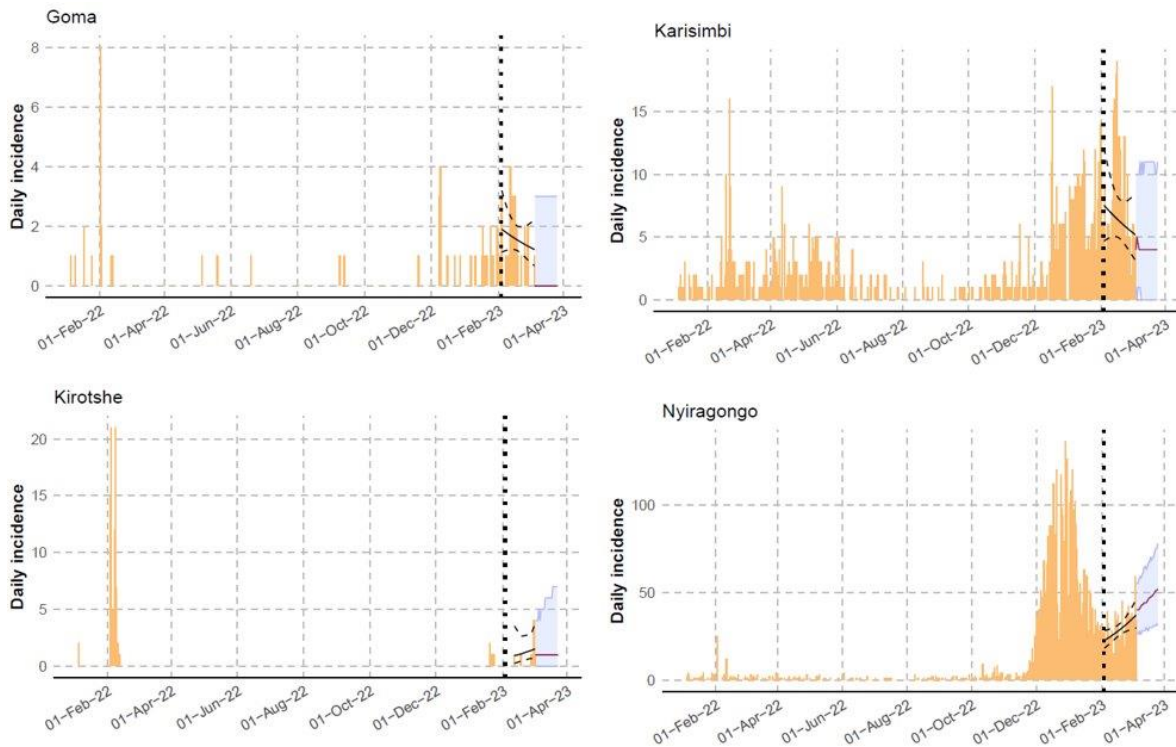 Goma
Daily incidence
8
6
4
2
0
01-Feb-22
01-Apr-22
01-Jun-22
01-Aug-22
01-Oct-22
01-Dec-22
01-Feb-23
01-Apr-23
Karisimbi
Daily incidence
15
10
5
0
01-Feb-22
01-Apr-22
01-Jun-22
01-Aug-22
01-Oct-22
01-Dec-22
01-Feb-23
01-Apr-23
Kirotshe
Daily incidence
20
15
10
5
0
01-Feb-22
01-Apr-22
01-Jun-22
01-Aug-22
01-Oct-22
01-Dec-22
01-Feb-23
01-Apr-23
Nyiragongo
Daily incidence
100
50
0
01-Feb-22
01-Apr-22
01-Jun-22
01-Aug-22
01-Oct-22
01-Dec-22
01-Feb-23
01-Apr-23